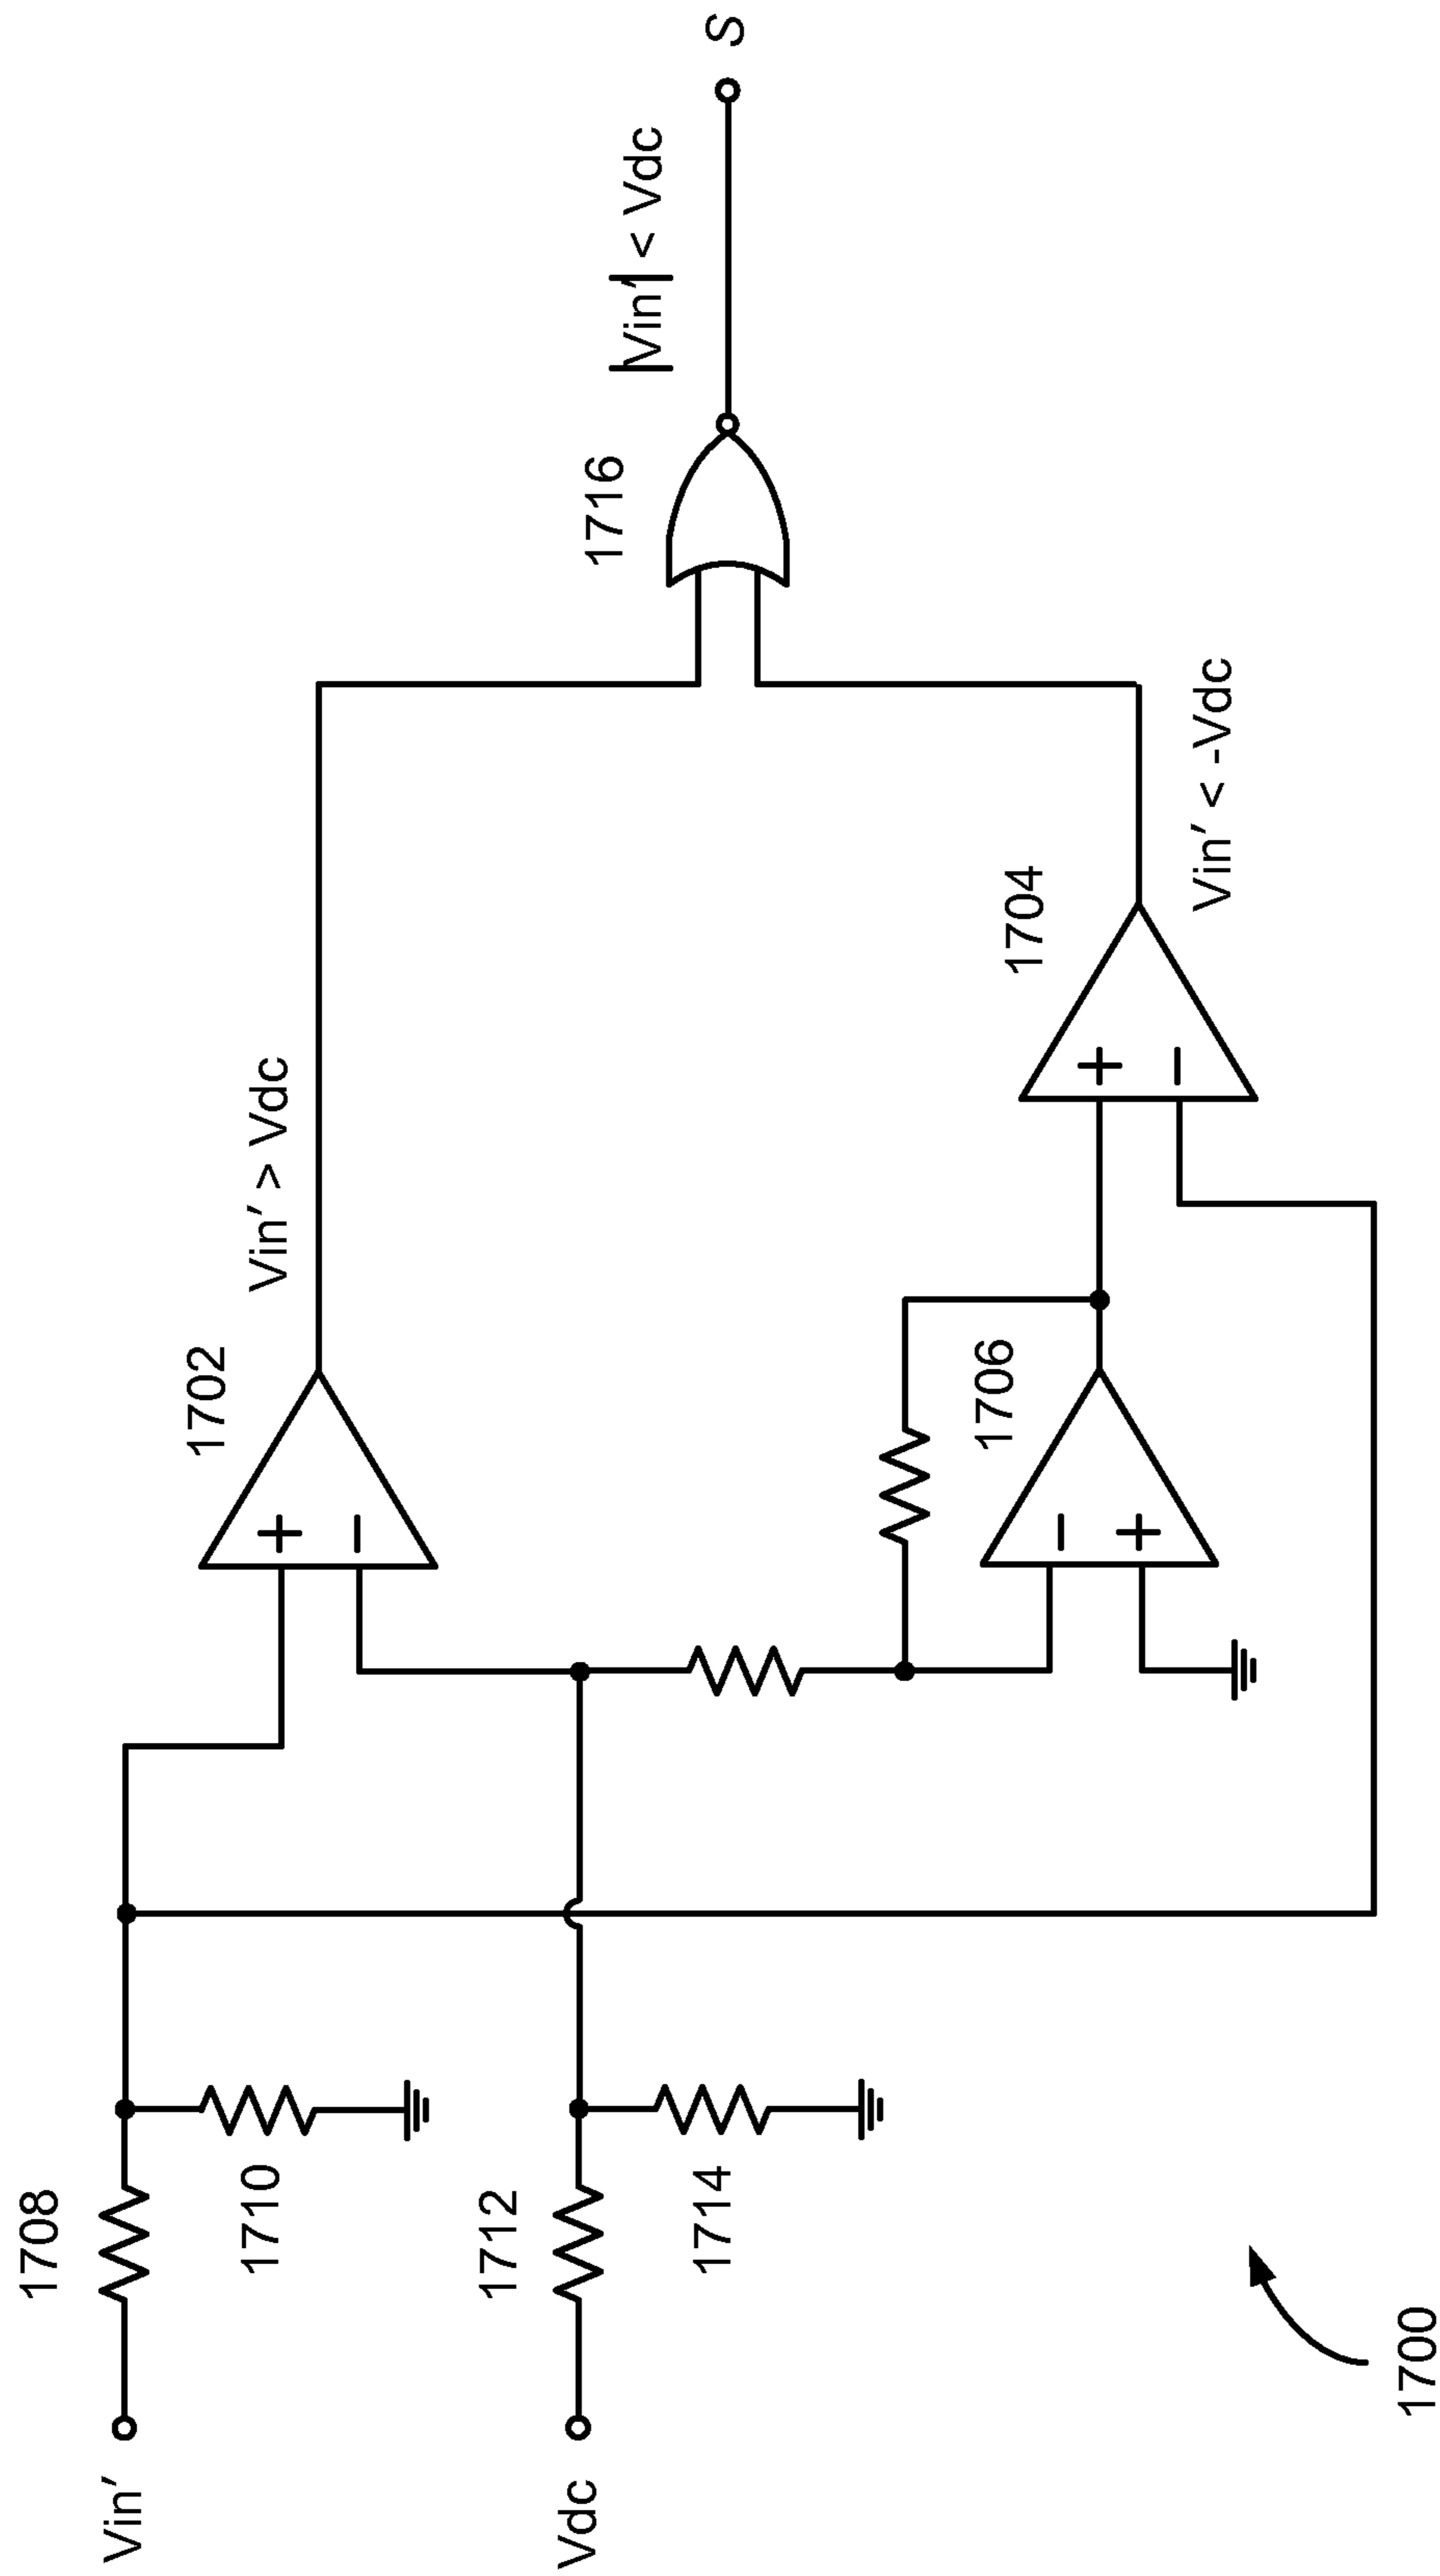 Vin′
1708
1710
Vdc
1712
1714
1702
+
−
Vin′ > Vdc
1706
−
+
1704
+
−
Vin′ < -Vdc
1716
|Vin′| < Vdc
S
1700